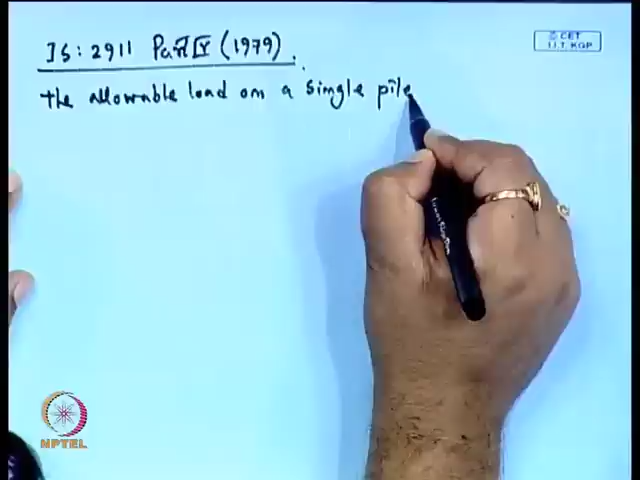 IS: 2911 Part IV (1979)
The allowable load on a single pile
© CET
I.I.T. KGP
NPTEL